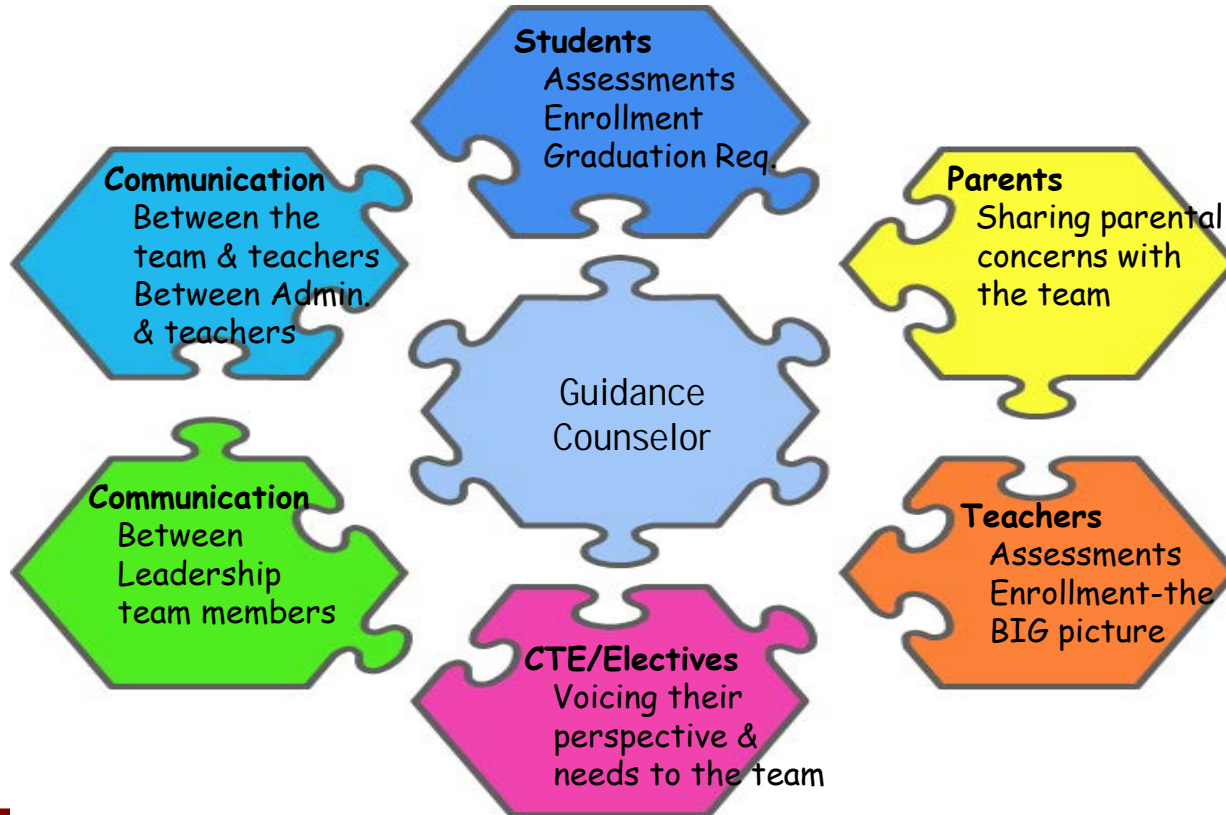 Students
Assessments
Enrollment
Graduation Req.
Communication
Between the
team & teachers
Between Admin.
& teachers
Parents
Sharing parental
concerns with
the team
Guidance
Counselor
Communication
Between
Leadership
team members
Teachers
Assessments
Enrollment-the
BIG picture
CTE/Electives
Voicing their
perspective &
needs to the team